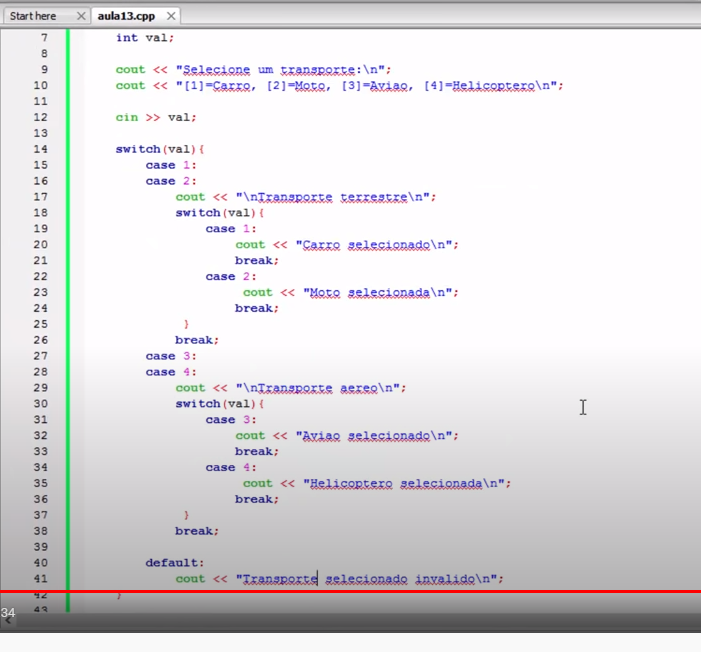 Start here
aula13.cpp
7 int val;
8
9 cout << "Selecione um transporte:\n";
10 cout << "[1]=Carro, [2]=Moto, [3]=Aviao, [4]=Helicoptero\n";
11
12 cin >> val;
13
14 switch(val){
15 case 1:
16 case 2:
17 cout << "\nTransporte terrestre\n";
18 switch(val){
19 case 1:
20 cout << "Carro selecionado\n";
21 break;
22 case 2:
23 cout << "Moto selecionada\n";
24 break;
25 }
26 break;
27 case 3:
28 case 4:
29 cout << "\nTransporte aereo\n";
30 switch(val){
31 case 3:
32 cout << "Aviao selecionado\n";
33 break;
34 case 4:
35 cout << "Helicoptero selecionada\n";
36 break;
37 }
38 break;
39
40 default:
41 cout << "Transporte selecionado invalido\n";
42 }
43
34